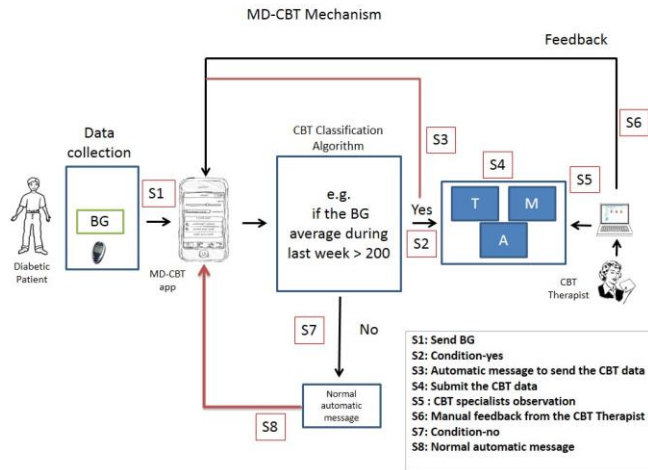 MD-CBT Mechanism
Feedback
Data
collection
S1
BG
Diabetic
Patient
MD-CBT
app
CBT Classification
Algorithm
e.g.
if the BG
average during
last week > 200
S3
Yes
S2
S4
T
M
A
S5
S6
CBT
Therapist
S7
No
Normal
automatic
message
S8
S1: Send BG
S2: Condition-yes
S3: Automatic message to send the CBT data
S4: Submit the CBT data
S5 : CBT specialists observation
S6: Manual feedback from the CBT Therapist
S7: Condition-no
S8: Normal automatic message